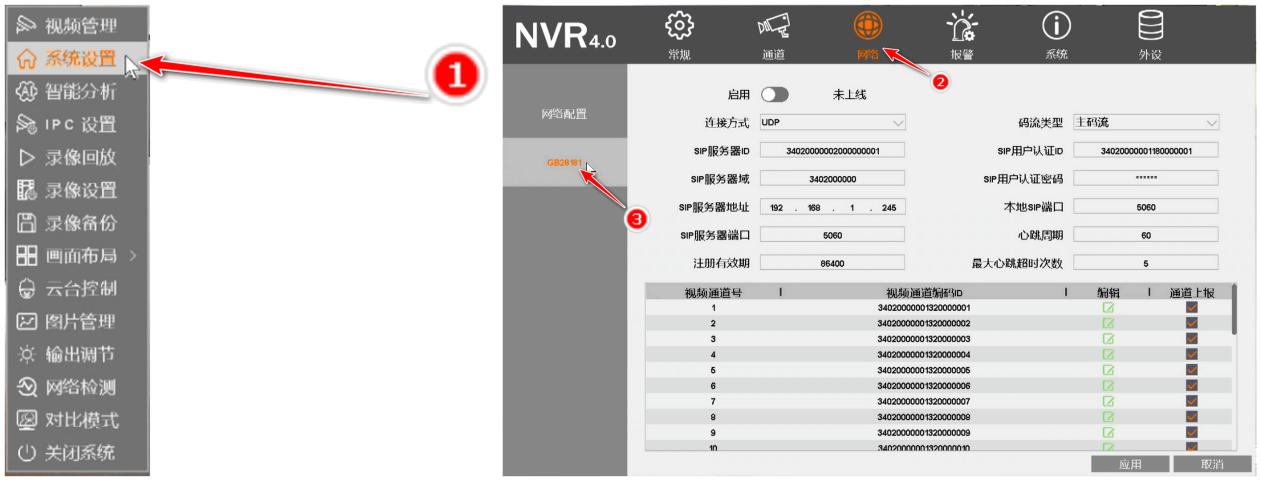 视频管理
系统设置
智能分析
IPC 设置
录像回放
录像设置
录像备份
画面布局 >
云台控制
图片管理
输出调节
网络检测
对比模式
关闭系统
1
NVR4.0
常规 通道 网络 报警 系统 外设
2
网络配置
GB28181
3
启用 未上线
连接方式 UDP 码流类型 主码流
SIP服务器ID 34020000002000000001 SIP用户认证ID 34020000001180000001
SIP服务器域 3402000000 SIP用户认证密码 ******
SIP服务器地址 192 . 168 . 1 . 245 本地SIP端口 5060
SIP服务器端口 5060 心跳周期 60
注册有效期 86400 最大心跳超时次数 5
视频通道号 视频通道编码ID 编辑 通道上报
1 34020000001320000001
2 34020000001320000002
3 34020000001320000003
4 34020000001320000004
5 34020000001320000005
6 34020000001320000006
7 34020000001320000007
8 34020000001320000008
9 34020000001320000009
10 34020000001320000010
应用 取消